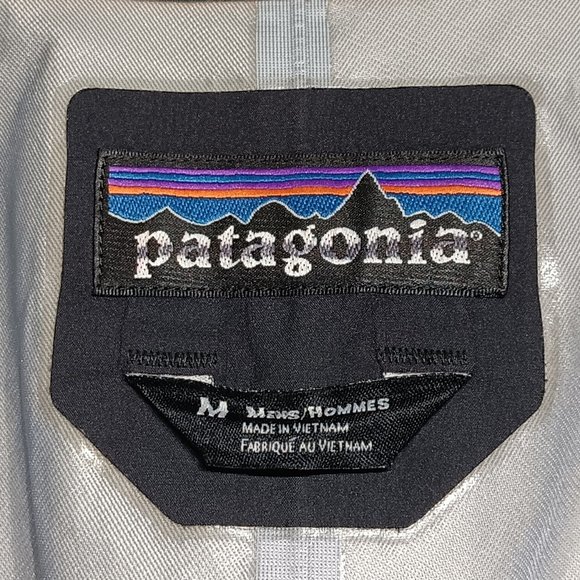 patagonia®
M MENS/HOMMES
MADE IN VIETNAM
FABRIQUÉ AU VIETNAM